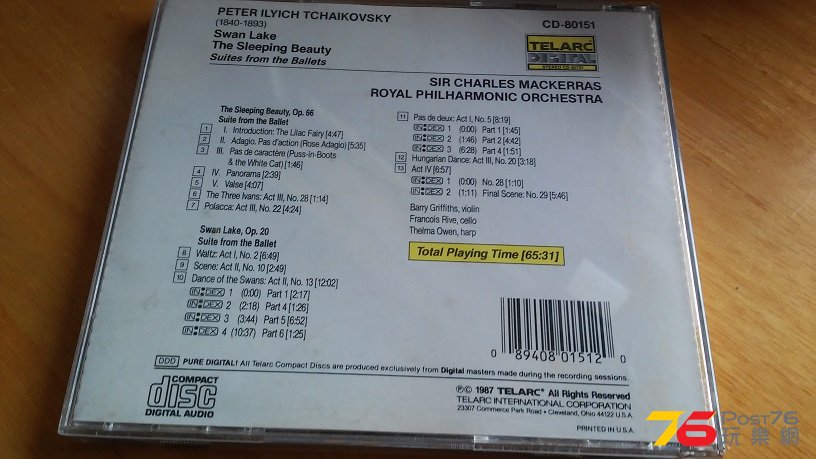 PETER ILYICH TCHAIKOVSKY
(1840-1893)
Swan Lake
The Sleeping Beauty
Suites from the Ballets
CD-80151
TELARC
DIGITAL
STEREO CD-80151
SIR CHARLES MACKERRAS
ROYAL PHILHARMONIC ORCHESTRA
The Sleeping Beauty, Op. 66
Suite from the Ballet
1 I. Introduction: The Lilac Fairy [4:47]
2 II. Adagio. Pas d'action (Rose Adagio) [5:35]
3 III. Pas de caractère (Puss-in-Boots
& the White Cat) [1:46]
4 IV. Panorama [2:39]
5 V. Valse [4:07]
6 The Three Ivans: Act III, No. 28 [1:14]
7 Polacca: Act III, No. 22 [4:24]
Swan Lake, Op. 20
Suite from the Ballet
8 Waltz: Act I, No. 2 [6:49]
9 Scene: Act II, No. 10 [2:49]
10 Dance of the Swans: Act II, No. 13 [12:02]
INDEX 1 (0:00) Part 1 [2:17]
INDEX 2 (2:18) Part 4 [1:26]
INDEX 3 (3:44) Part 5 [6:52]
INDEX 4 (10:37) Part 6 [1:25]
11 Pas de deux: Act I, No. 5 [8:19]
INDEX 1 (0:00) Part 1 [1:45]
INDEX 2 (1:46) Part 2 [4:42]
INDEX 3 (6:28) Part 4 [1:51]
12 Hungarian Dance: Act III, No. 20 [3:18]
13 Act IV [6:57]
INDEX 1 (0:00) No. 28 [1:10]
INDEX 2 (1:11) Final Scene: No. 29 [5:46]
Barry Griffiths, violin
Francois Rive, cello
Thelma Owen, harp
Total Playing Time [65:31]
0 89408 01512 0
DDD PURE DIGITAL! All Telarc Compact Discs are produced exclusively from Digital masters made during the recording sessions.
COMPACT
disc
DIGITAL AUDIO
℗© 1987 TELARC® All Rights Reserved
TELARC INTERNATIONAL CORPORATION
23307 Commerce Park Road • Cleveland, Ohio 44122 U.S.A.
PRINTED IN U.S.A.
76 Post76
玩樂網